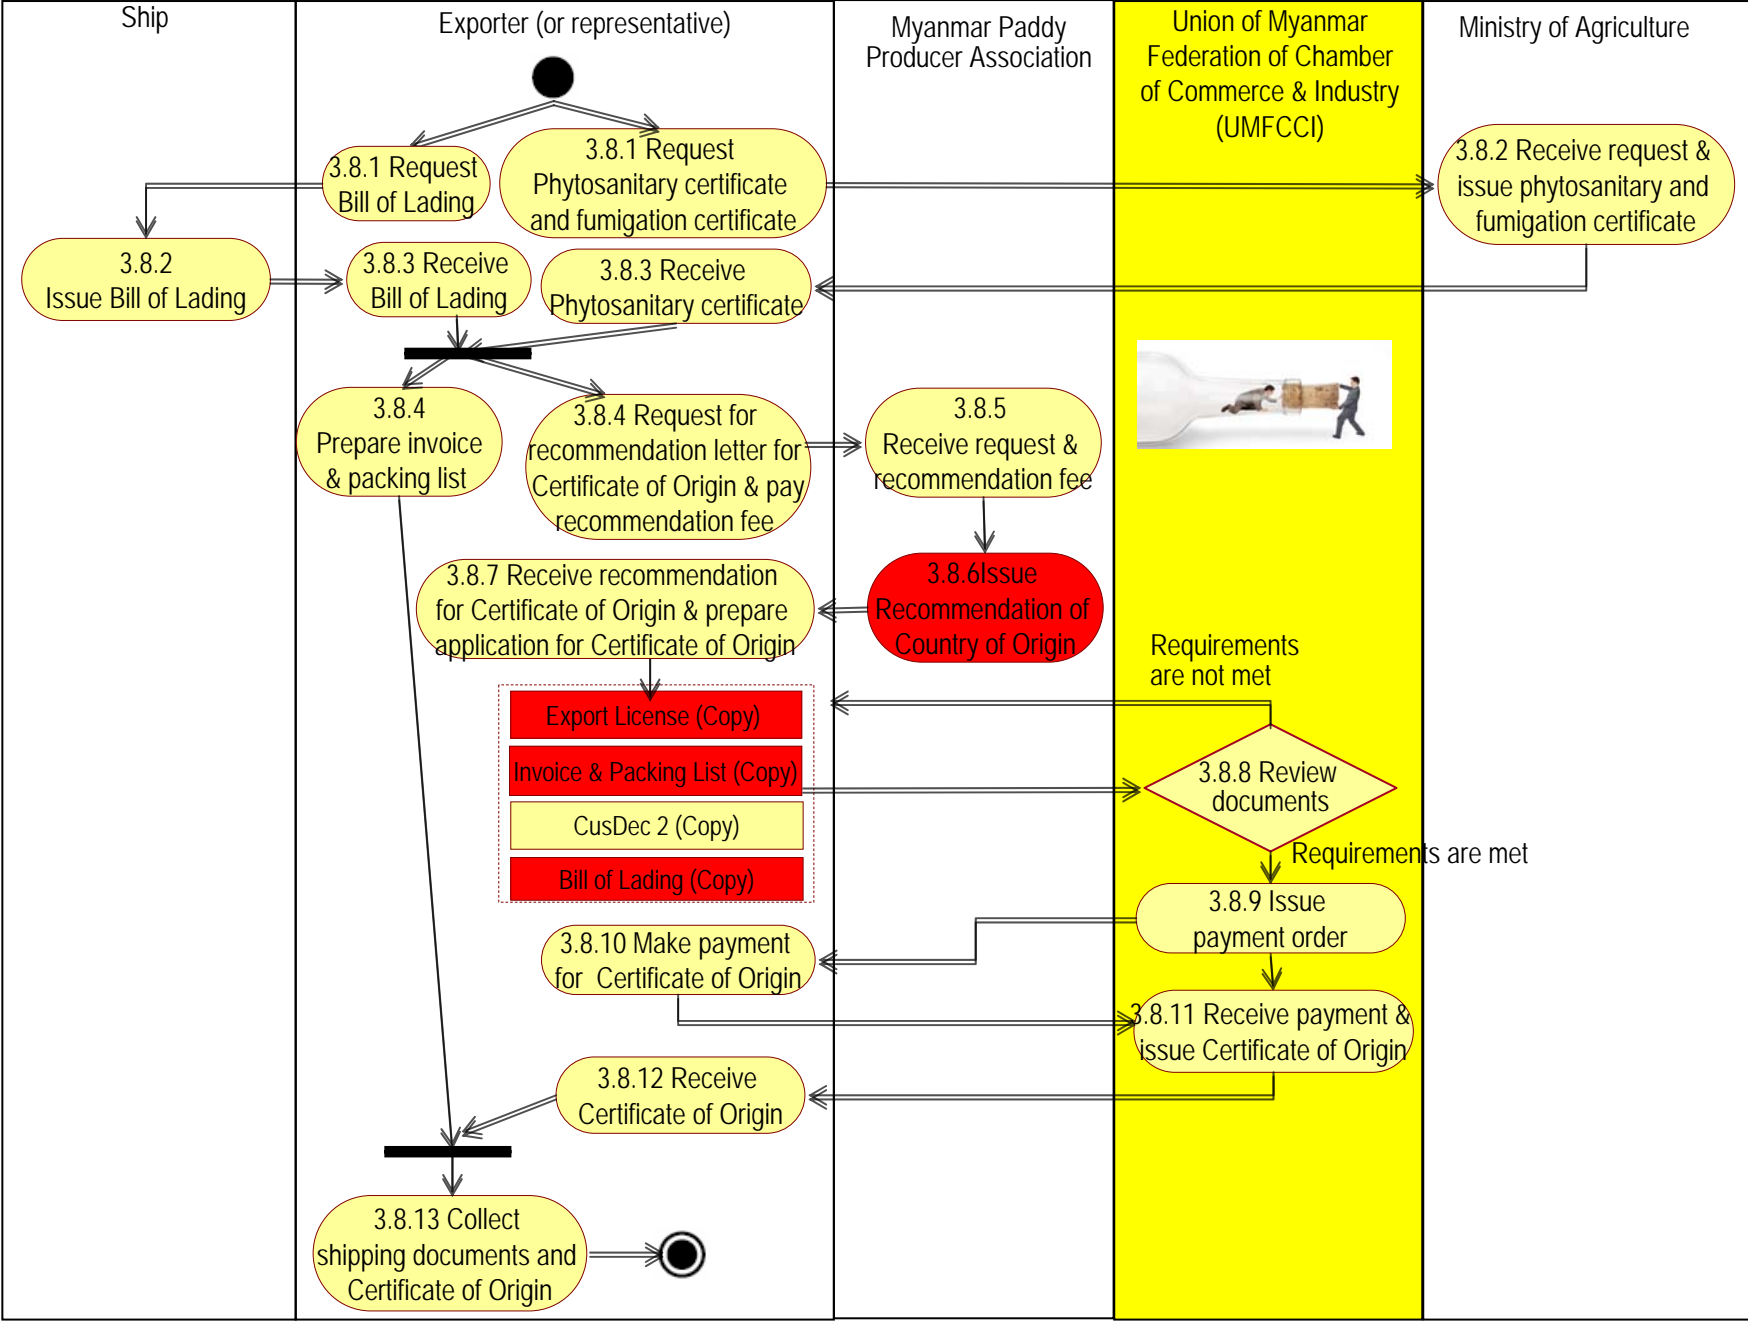 Ship
Exporter (or representative)
Myanmar Paddy
Producer Association
Union of Myanmar
Federation of Chamber
of Commerce & Industry
(UMFCCI)
Ministry of Agriculture
3.8.1 Request
Bill of Lading
3.8.1 Request
Phytosanitary certificate
and fumigation certificate
3.8.2 Receive request &
issue phytosanitary and
fumigation certificate
3.8.2
Issue Bill of Lading
3.8.3 Receive
Bill of Lading
3.8.3 Receive
Phytosanitary certificate
3.8.4
Prepare invoice
& packing list
3.8.4 Request for
recommendation letter for
Certificate of Origin & pay
recommendation fee
3.8.5
Receive request &
recommendation fee
3.8.7 Receive recommendation
for Certificate of Origin & prepare
application for Certificate of Origin
3.8.6Issue
Recommendation of
Country of Origin
Requirements
are not met
Export License (Copy)
Invoice & Packing List (Copy)
CusDec 2 (Copy)
Bill of Lading (Copy)
3.8.8 Review
documents
Requirements are met
3.8.9 Issue
payment order
3.8.10 Make payment
for  Certificate of Origin
3.8.11 Receive payment &
issue Certificate of Origin
3.8.12 Receive
Certificate of Origin
3.8.13 Collect
shipping documents and
Certificate of Origin